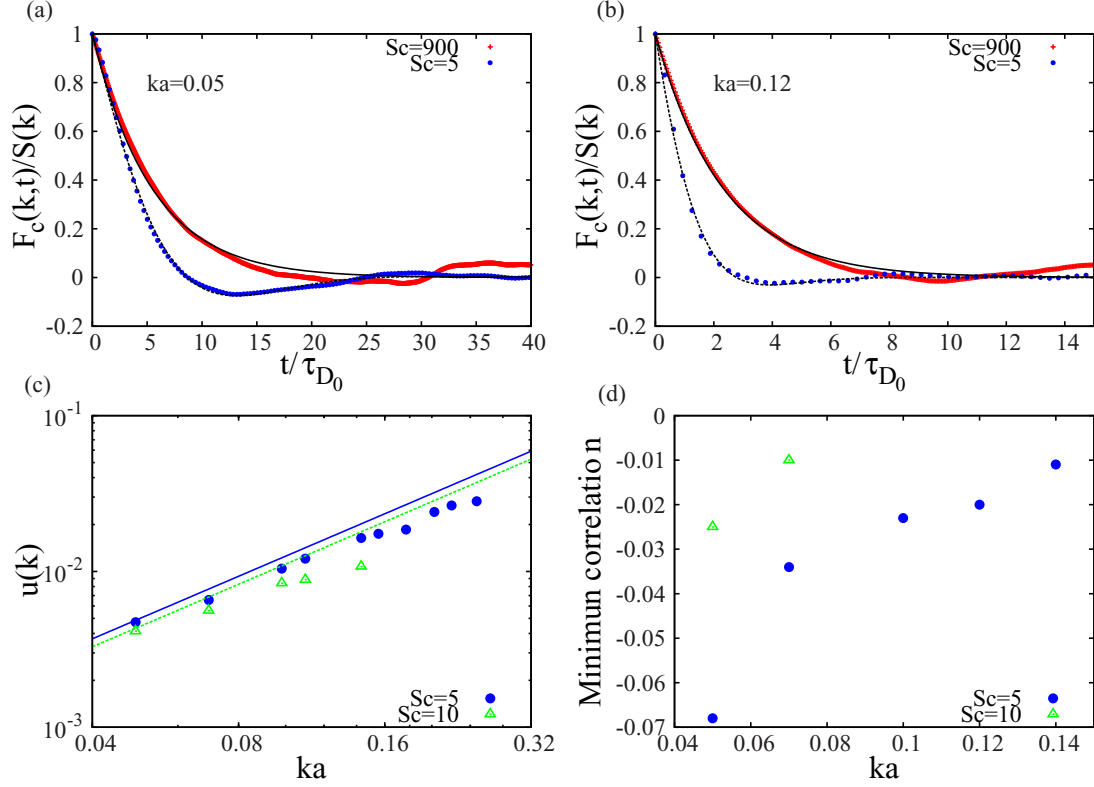 (a)
1
0.8
0.6
0.4
0.2
0
-0.2
F_c(k,t)/S(k)
Sc=900
Sc=5
ka=0.05
0 5 10 15 20 25 30 35 40
t/τ_D₀
(b)
1
0.8
0.6
0.4
0.2
0
-0.2
F_c(k,t)/S(k)
Sc=900
Sc=5
ka=0.12
0 2 4 6 8 10 12 14
t/τ_D₀
(c)
10⁻¹
10⁻²
10⁻³
u(k)
Sc=5
Sc=10
0.04 0.08 0.16 0.32
ka
(d)
0
-0.01
-0.02
-0.03
-0.04
-0.05
-0.06
-0.07
Minimun correlation
Sc=5
Sc=10
0.04 0.06 0.08 0.1 0.12 0.14
ka